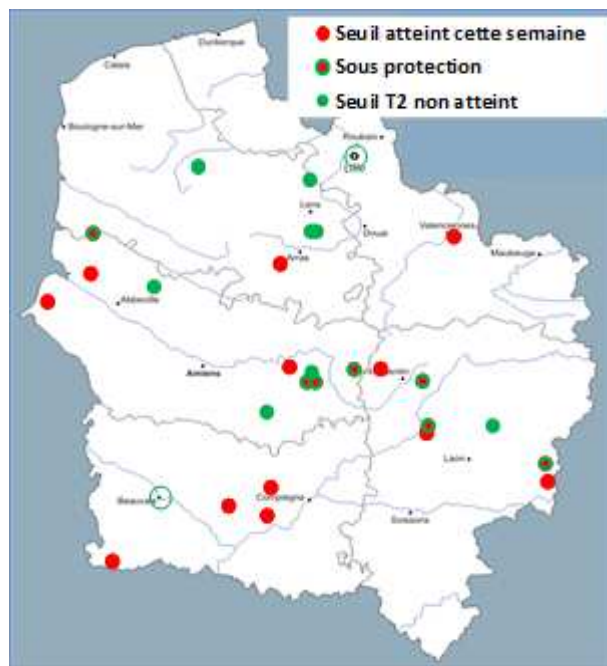 Seuil atteint cette semaine
Sous protection
Seuil T2 non atteint
Dunkerque
Calais
Boulogne-sur-Mer
Roubaix
Lille
Lens
Douai
Valenciennes
Maubeuge
Arras
Abbeville
Amiens
Laon
Beauvais
Compiègne
Soissons